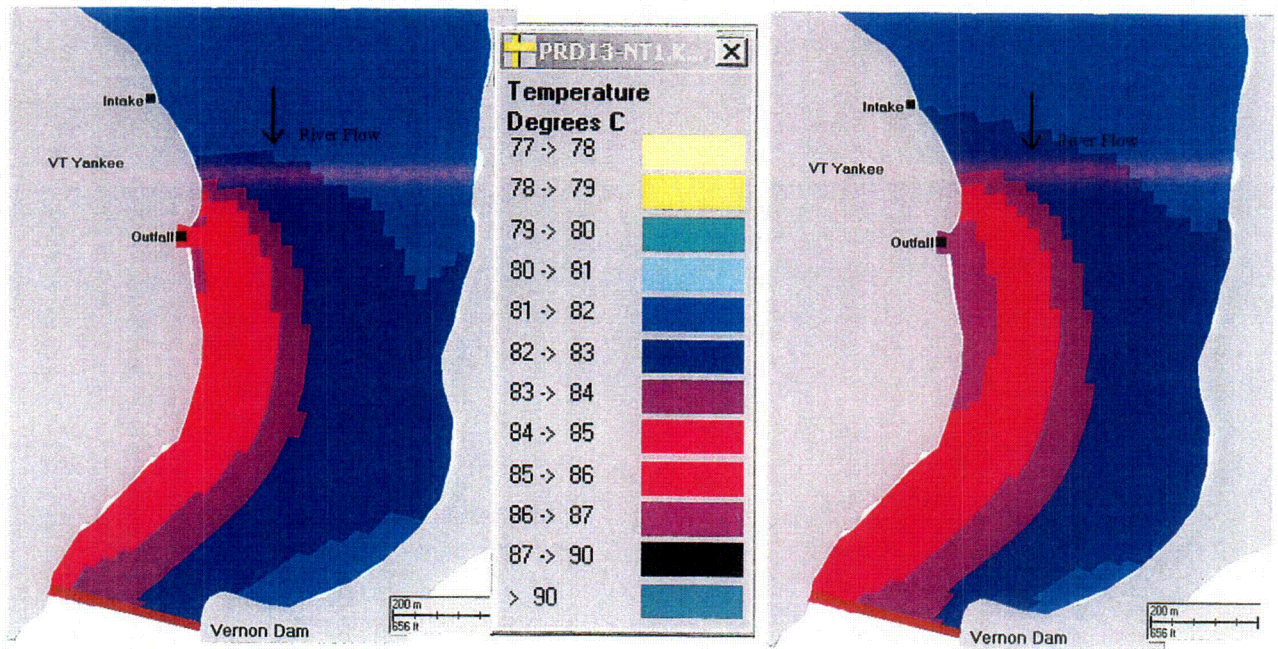 Intake
River Flow
VT Yankee
Outfall
200 m
656 ft
Vernon Dam
PRD13-NT1.K...
Temperature
Degrees C
77 -> 78
78 -> 79
79 -> 80
80 -> 81
81 -> 82
82 -> 83
83 -> 84
84 -> 85
85 -> 86
86 -> 87
87 -> 90
> 90
Intake
River Flow
VT Yankee
Outfall
200 m
656 ft
Vernon Dam